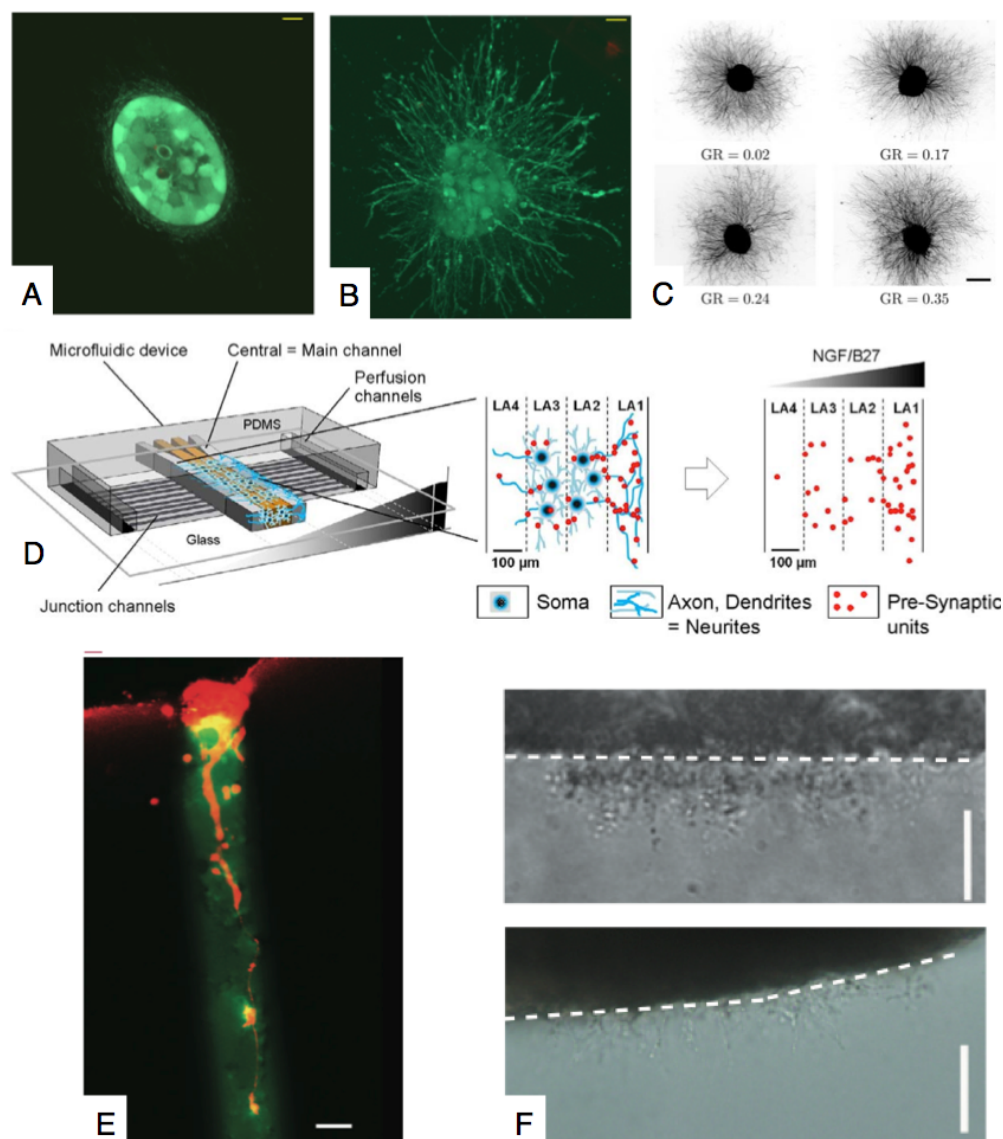 A
B
C
GR = 0.02
GR = 0.17
GR = 0.24
GR = 0.35
Microfluidic device
Central = Main channel
Perfusion
channels
PDMS
Glass
Junction channels
D
LA4 LA3 LA2 LA1
100 µm
NGF/B27
LA4 LA3 LA2 LA1
100 µm
Soma
Axon, Dendrites
= Neurites
Pre-Synaptic
units
E
F